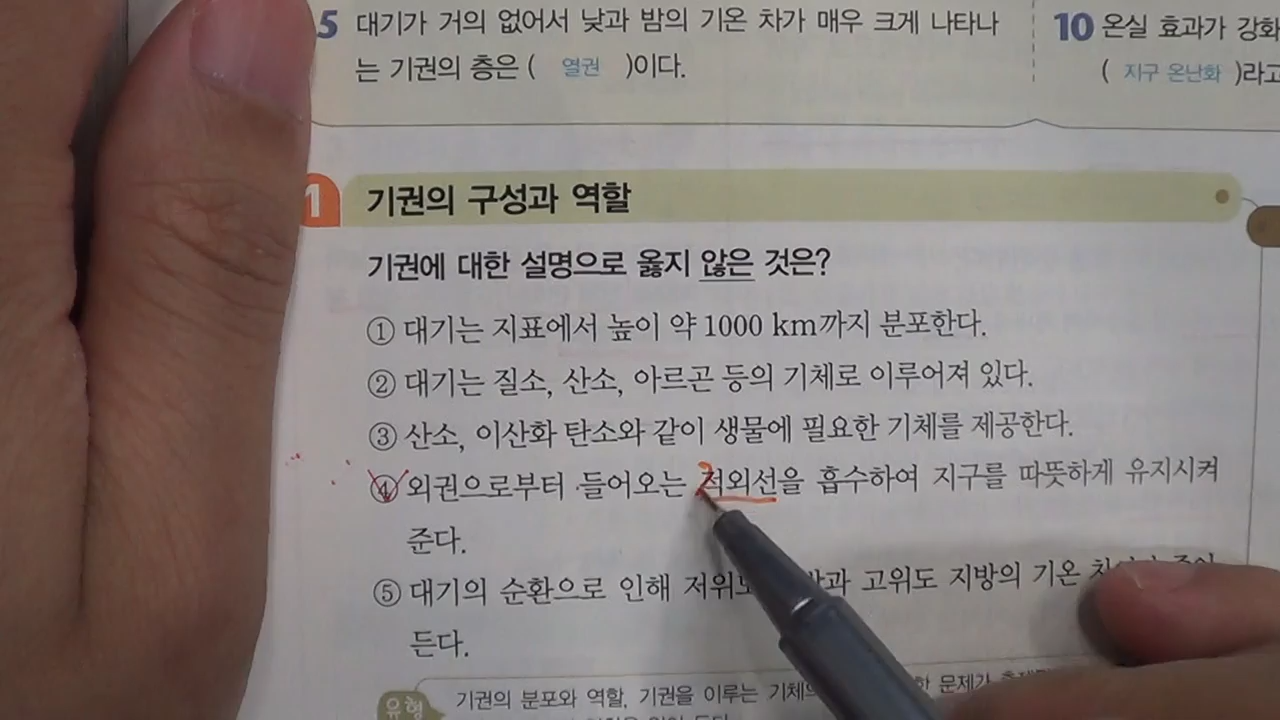 5 대기가 거의 없어서 낮과 밤의 기온 차가 매우 크게 나타나
는 기권의 층은 ( 열권 )이다.
10 온실 효과가 강화
( 지구 온난화 )라고
1 기권의 구성과 역할
기권에 대한 설명으로 옳지 않은 것은?
① 대기는 지표에서 높이 약 1000 km까지 분포한다.
② 대기는 질소, 산소, 아르곤 등의 기체로 이루어져 있다.
③ 산소, 이산화 탄소와 같이 생물에 필요한 기체를 제공한다.
④ 외권으로부터 들어오는 적외선을 흡수하여 지구를 따뜻하게 유지시켜
준다.
⑤ 대기의 순환으로 인해 고위도 지방의 기온
든다.
유형 기권의 분포와 역할, 기권을 이루는 문제가